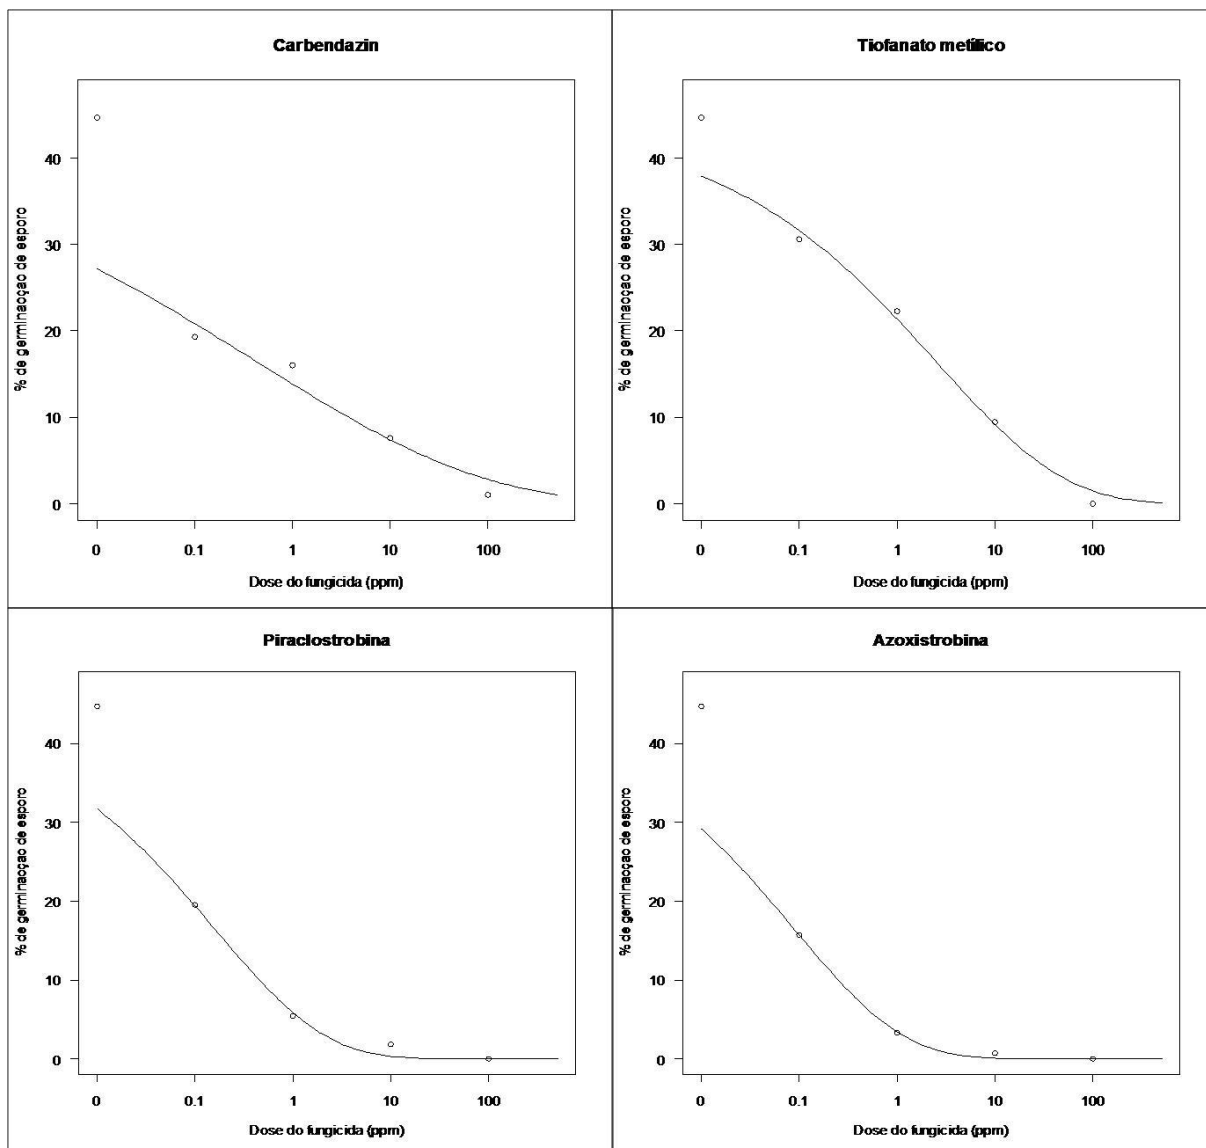 Carbendazin
% de germinacçao de esporo
40
30
20
10
0
0 0.1 1 10 100
Dose do fungicida (ppm)
Tiofanato metílico
% de germinacçao de esporo
40
30
20
10
0
0 0.1 1 10 100
Dose do fungicida (ppm)
Piraclostrobina
% de germinacçao de esporo
40
30
20
10
0
0 0.1 1 10 100
Dose do fungicida (ppm)
Azoxistrobina
% de germinacçao de esporo
40
30
20
10
0
0 0.1 1 10 100
Dose do fungicida (ppm)